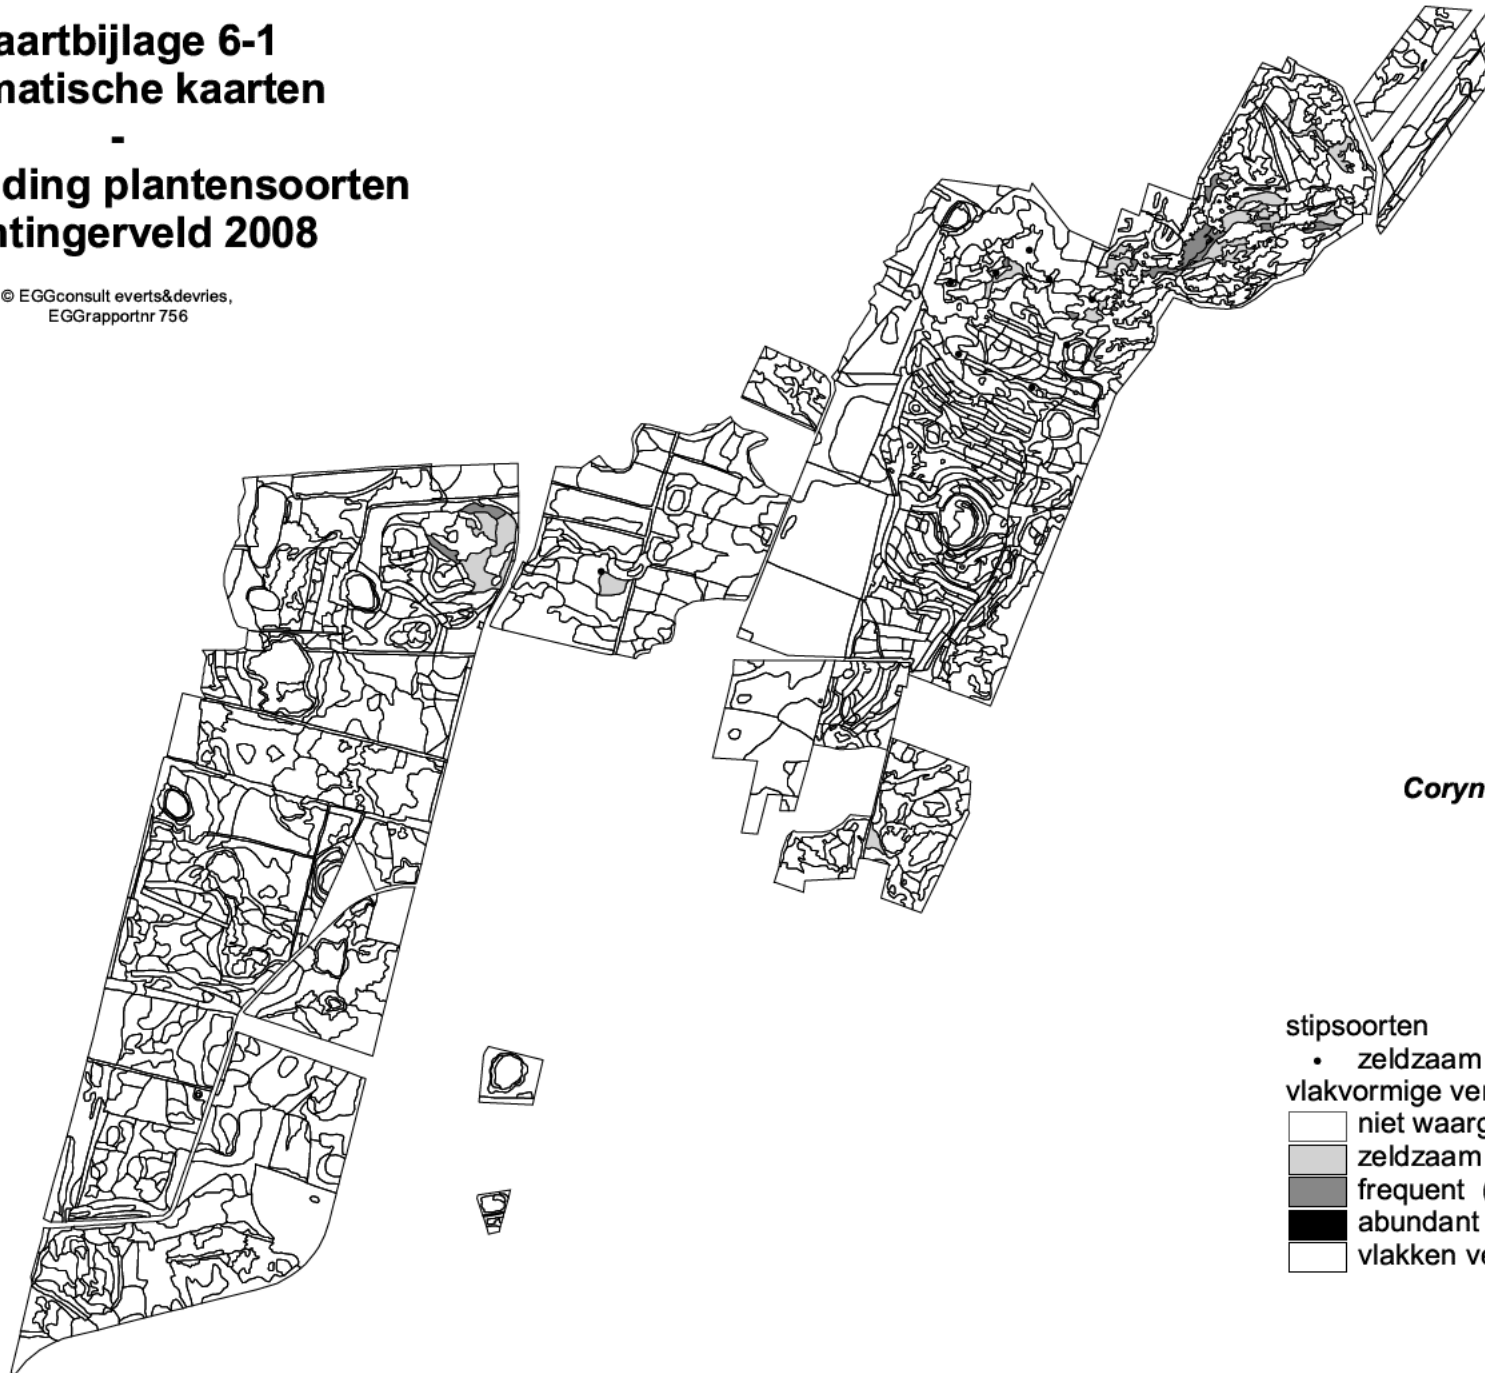 aartbijlage 6-1
matische kaarten
-
ding plantensoorten
ntingerveld 2008
© EGGconsult everts&devries,
EGGrapportnr 756
Coryn
stipsoorten
• zeldzaam
vlakvormige ver
niet waarg
zeldzaam
frequent (
abundant
vlakken ve